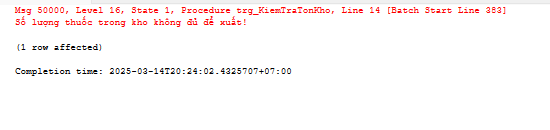 Msg 50000, Level 16, State 1, Procedure trg_KiemTraTonKho, Line 14 [Batch Start Line 383]
Số lượng thuốc trong kho không đủ để xuất!
(1 row affected)
Completion time: 2025-03-14T20:24:02.4325707+07:00